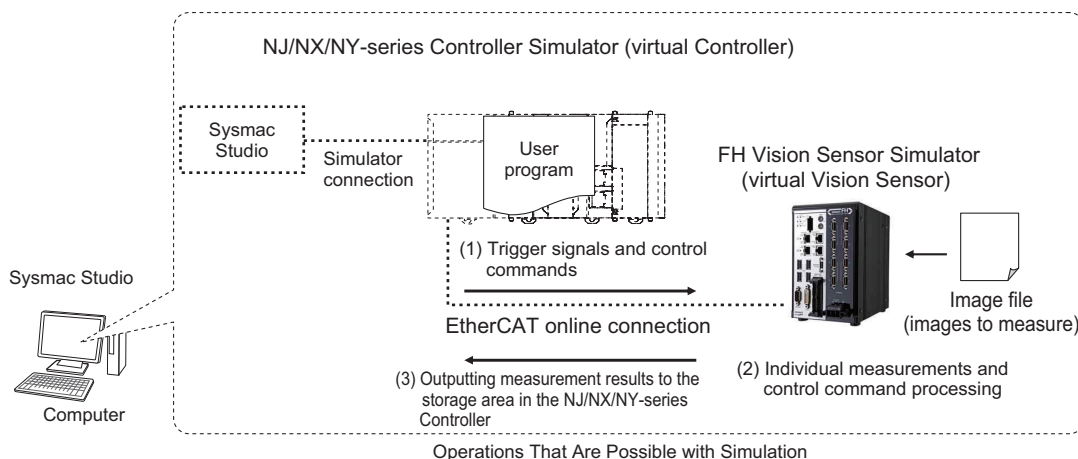 NJ/NX/NY-series Controller Simulator (virtual Controller)
Sysmac
Studio
Simulator
connection
User
program
FH Vision Sensor Simulator
(virtual Vision Sensor)
FH
(1) Trigger signals and control
commands
Sysmac Studio
Image file
(images to measure)
EtherCAT online connection
(2) Individual measurements and
control command processing
(3) Outputting measurement results to the
storage area in the NJ/NX/NY-series
Controller
Computer
Operations That Are Possible with Simulation